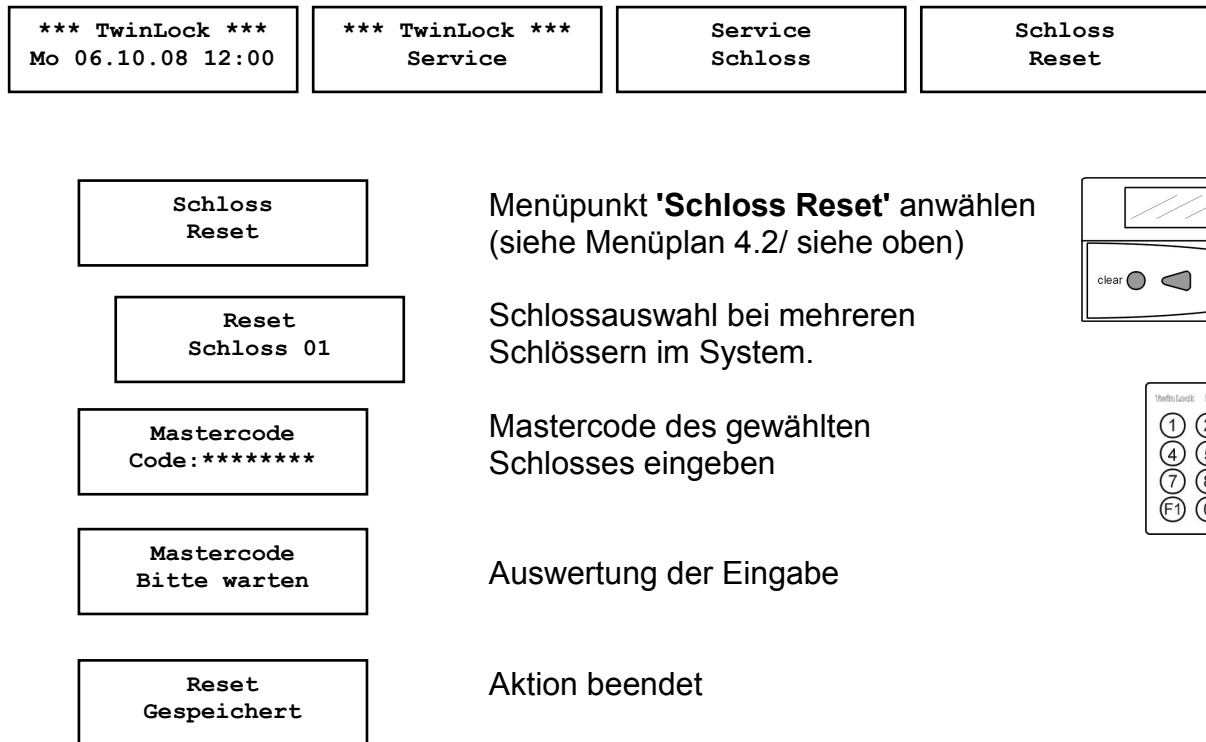 *** TwinLock ***
Mo 06.10.08 12:00
*** TwinLock ***
Service
Service
Schloss
Schloss
Reset
Schloss
Reset
Menüpunkt 'Schloss Reset' anwählen
(siehe Menüplan 4.2/ siehe oben)
clear
Reset
Schloss 01
Schlossauswahl bei mehreren
Schlössern im System.
Mastercode
Code:********
Mastercode des gewählten
Schlosses eingeben
TwinLock
1
4
7
F1
Mastercode
Bitte warten
Auswertung der Eingabe
Reset
Gespeichert
Aktion beendet